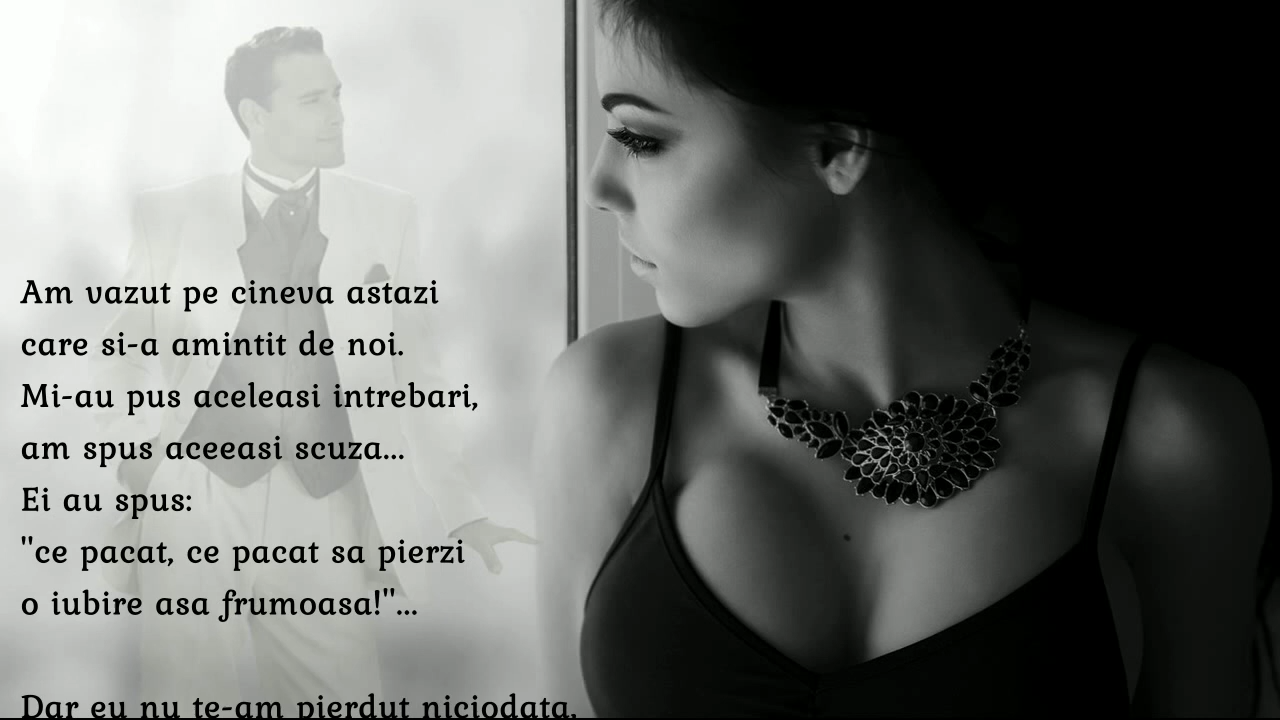 Am vazut pe cineva astazi
care si-a amintit de noi.
Mi-au pus aceleasi intrebari,
am spus aceeasi scuza...
Ei au spus:
"ce pacat, ce pacat sa pierzi
o iubire asa frumoasa!"...
Dar eu nu te-am pierdut niciodata,